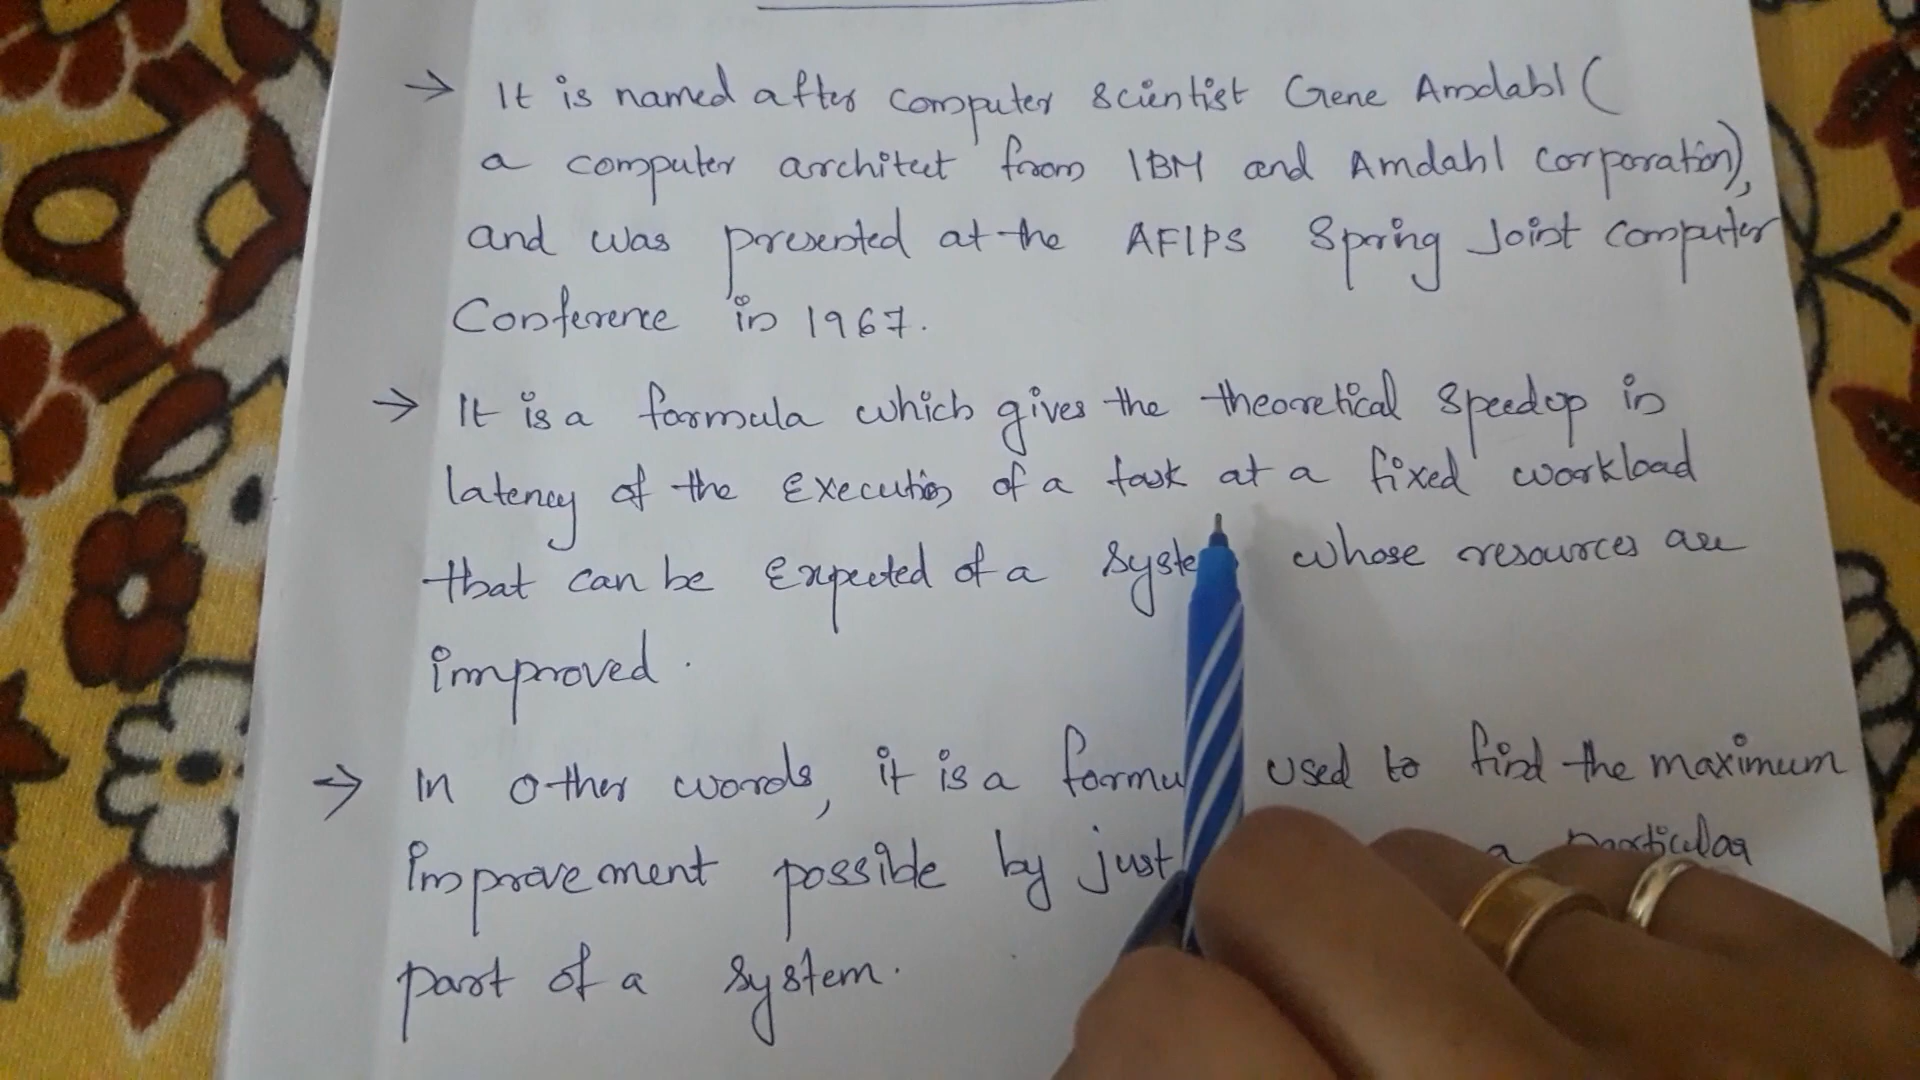 → It is named after computer scientist Gene Amdahl (
a computer architect from IBM and Amdahl corporation),
and was presented at the AFIPS Spring Joint computer
Conference in 1967.
→ It is a formula which gives the theoretical speedup in
latency of the execution of a task at a fixed workload
that can be expected of a syste whose resources are
improved.
→ In other words, it is a formu used to find the maximum
improvement possible by just a particular
part of a system.